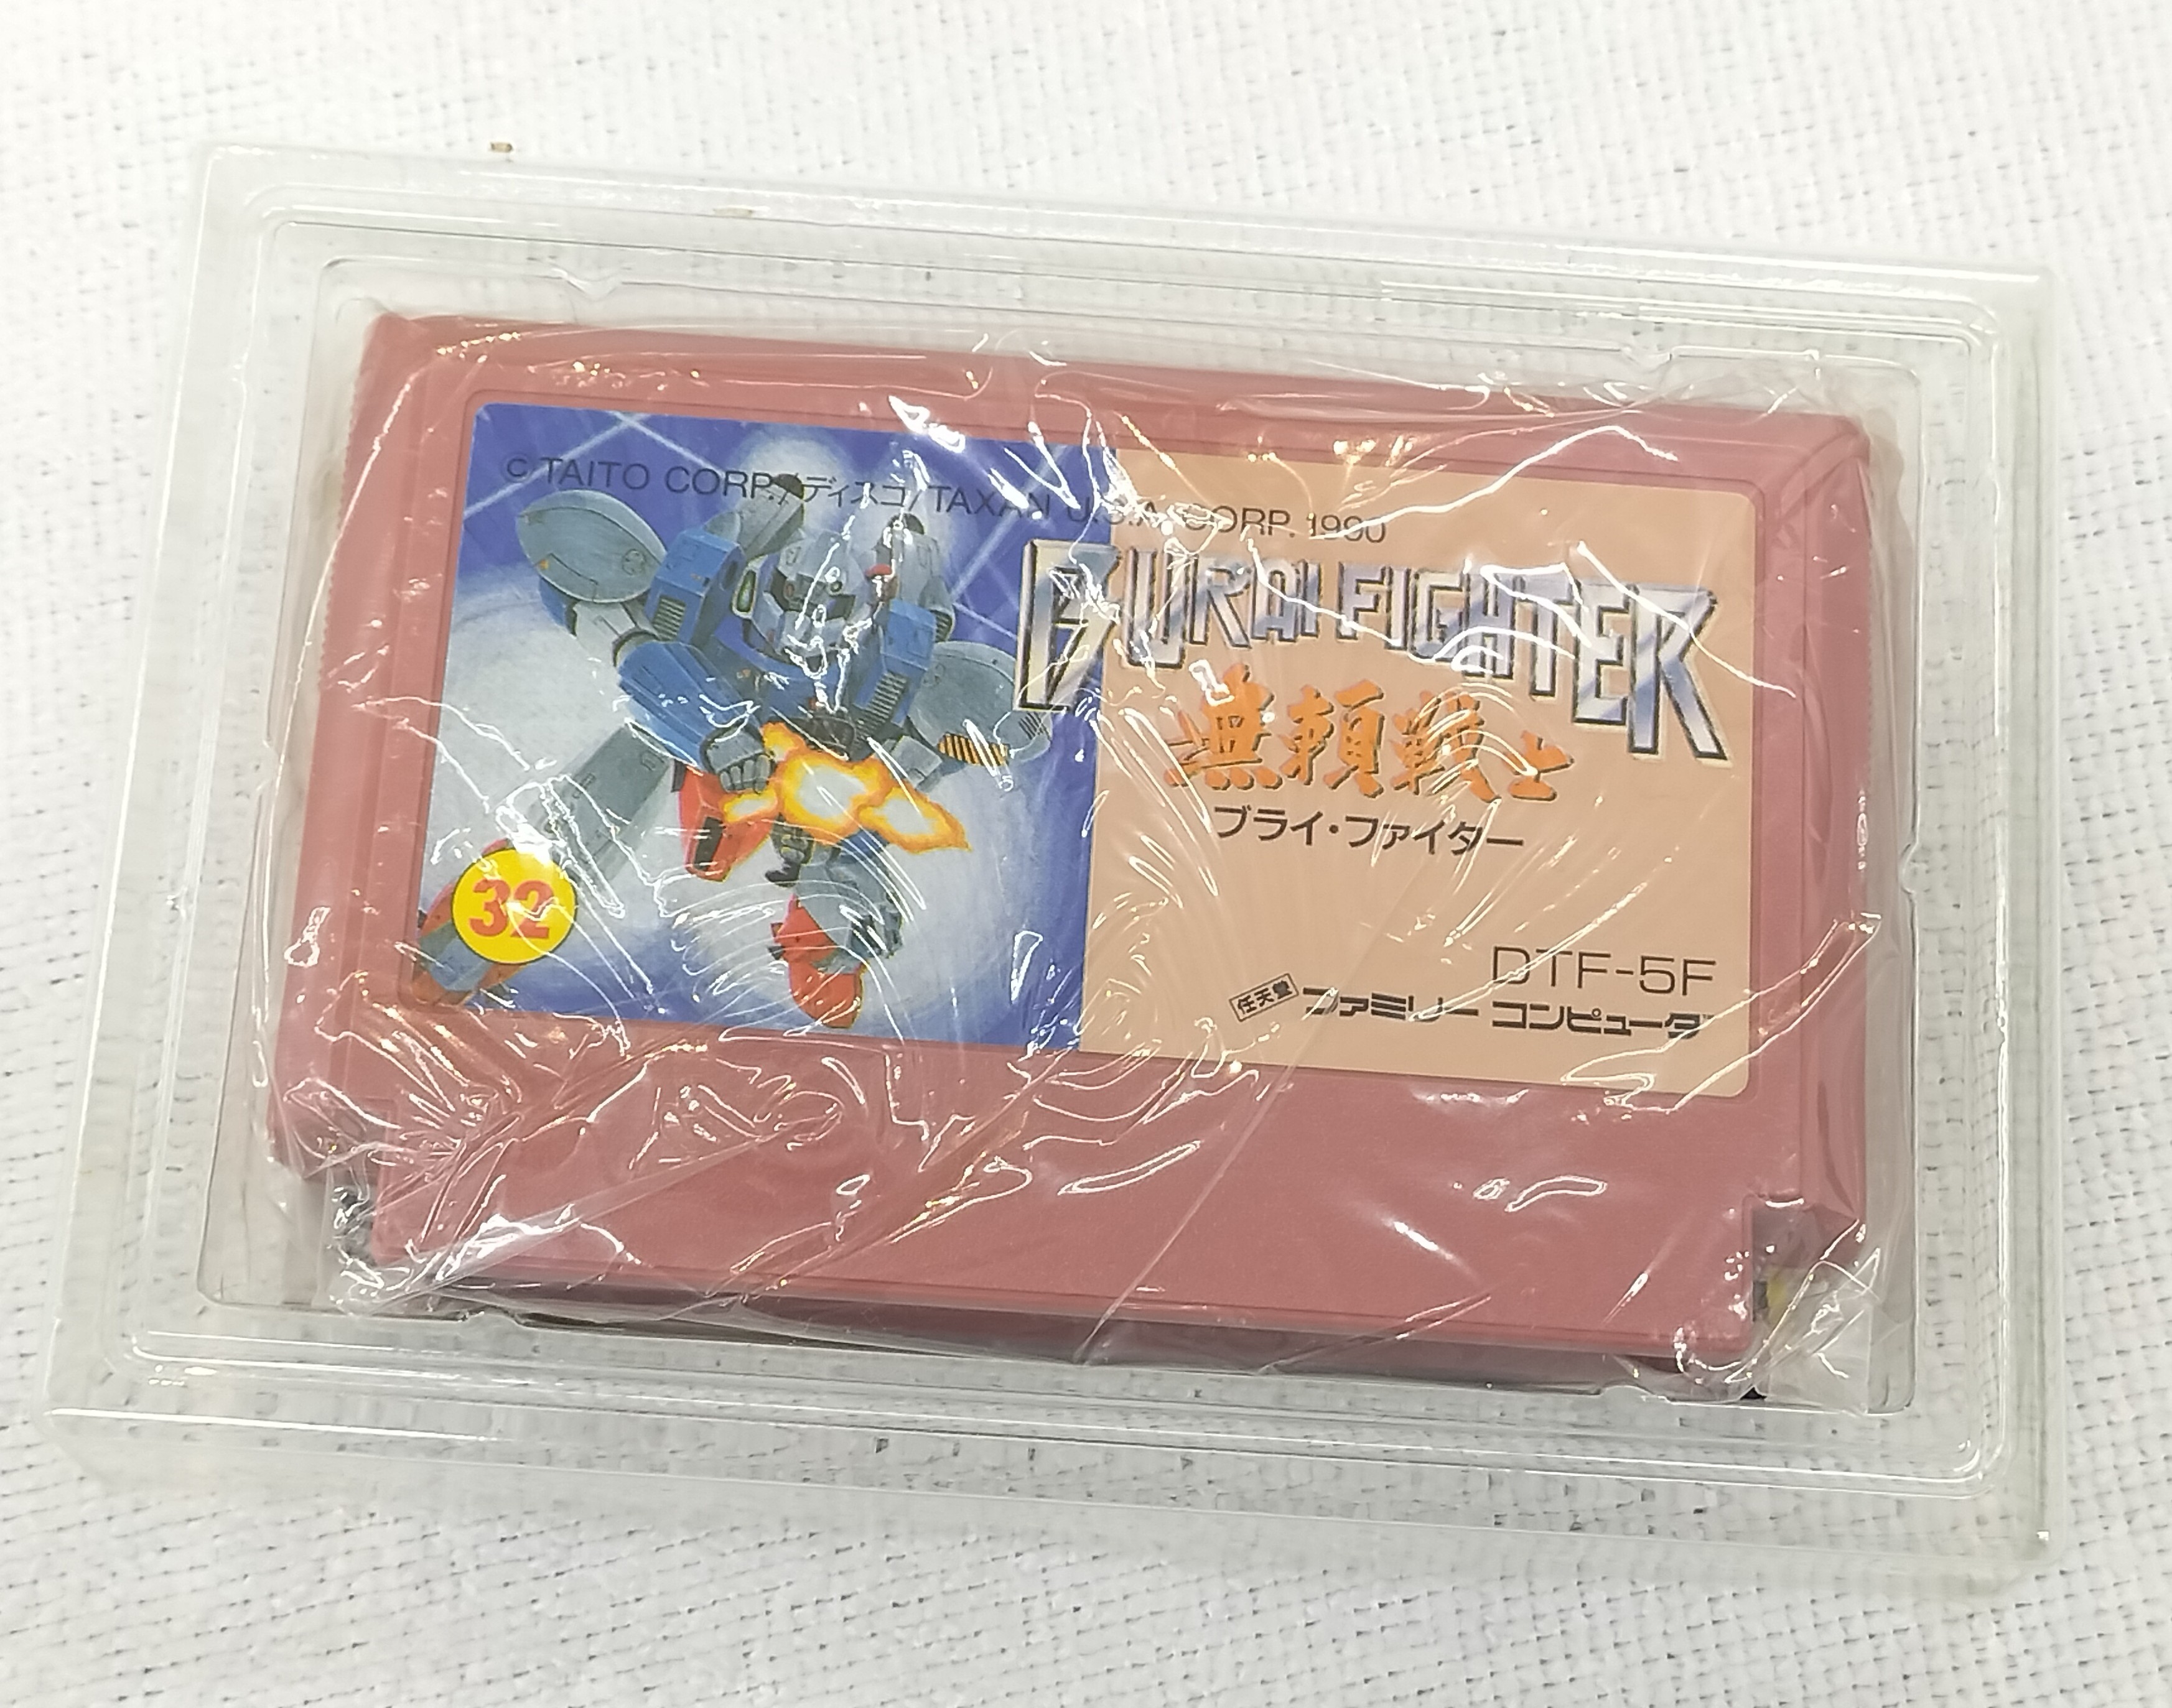 © TAITO CORP./ディスコ/TAXAN U.S.A. CORP. 1990
BURAI FIGHTER
無頼戦士
ブライ・ファイター
32
DTF-5F
任天堂 ファミリー コンピュータ